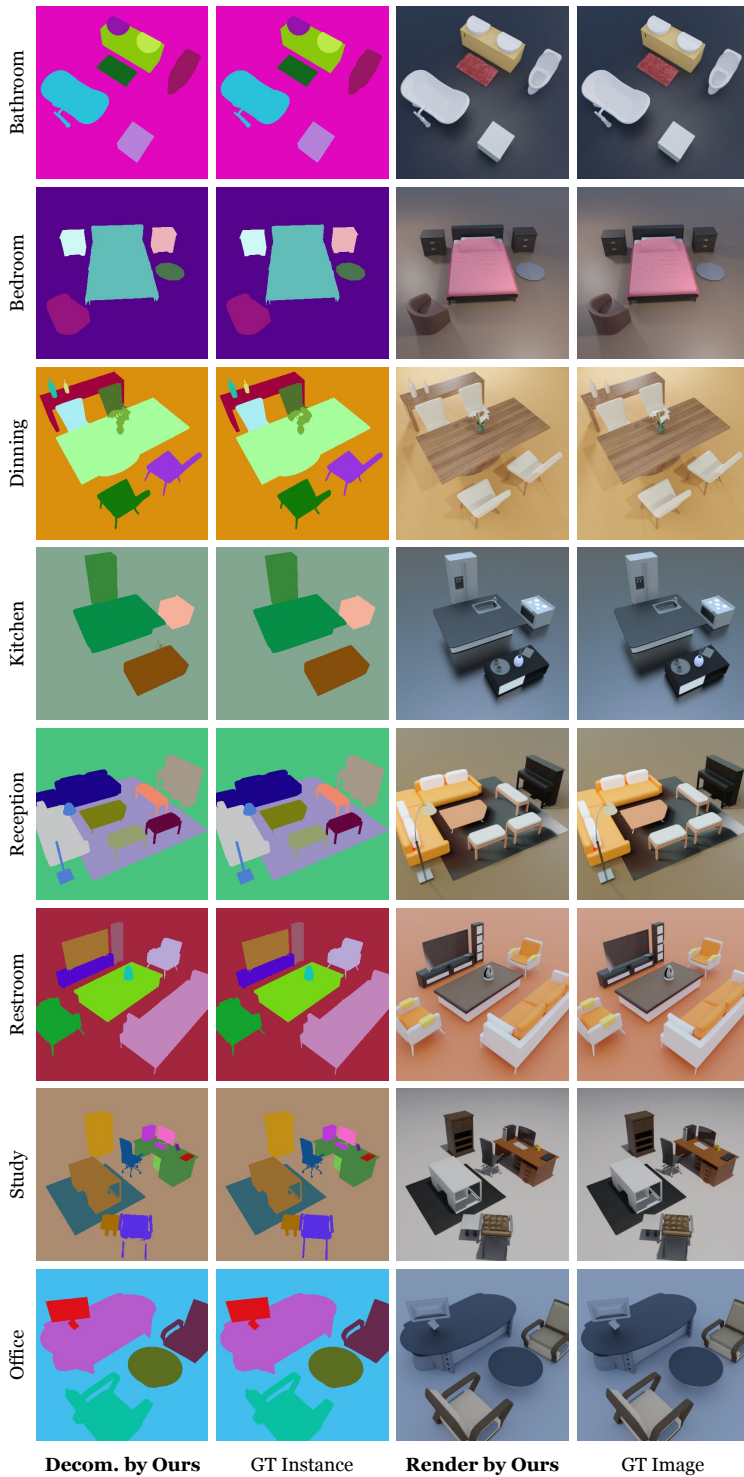 Bathroom
Bedroom
Dinning
Kitchen
Reception
Restroom
Study
Office
Decom. by Ours GT Instance Render by Ours GT Image